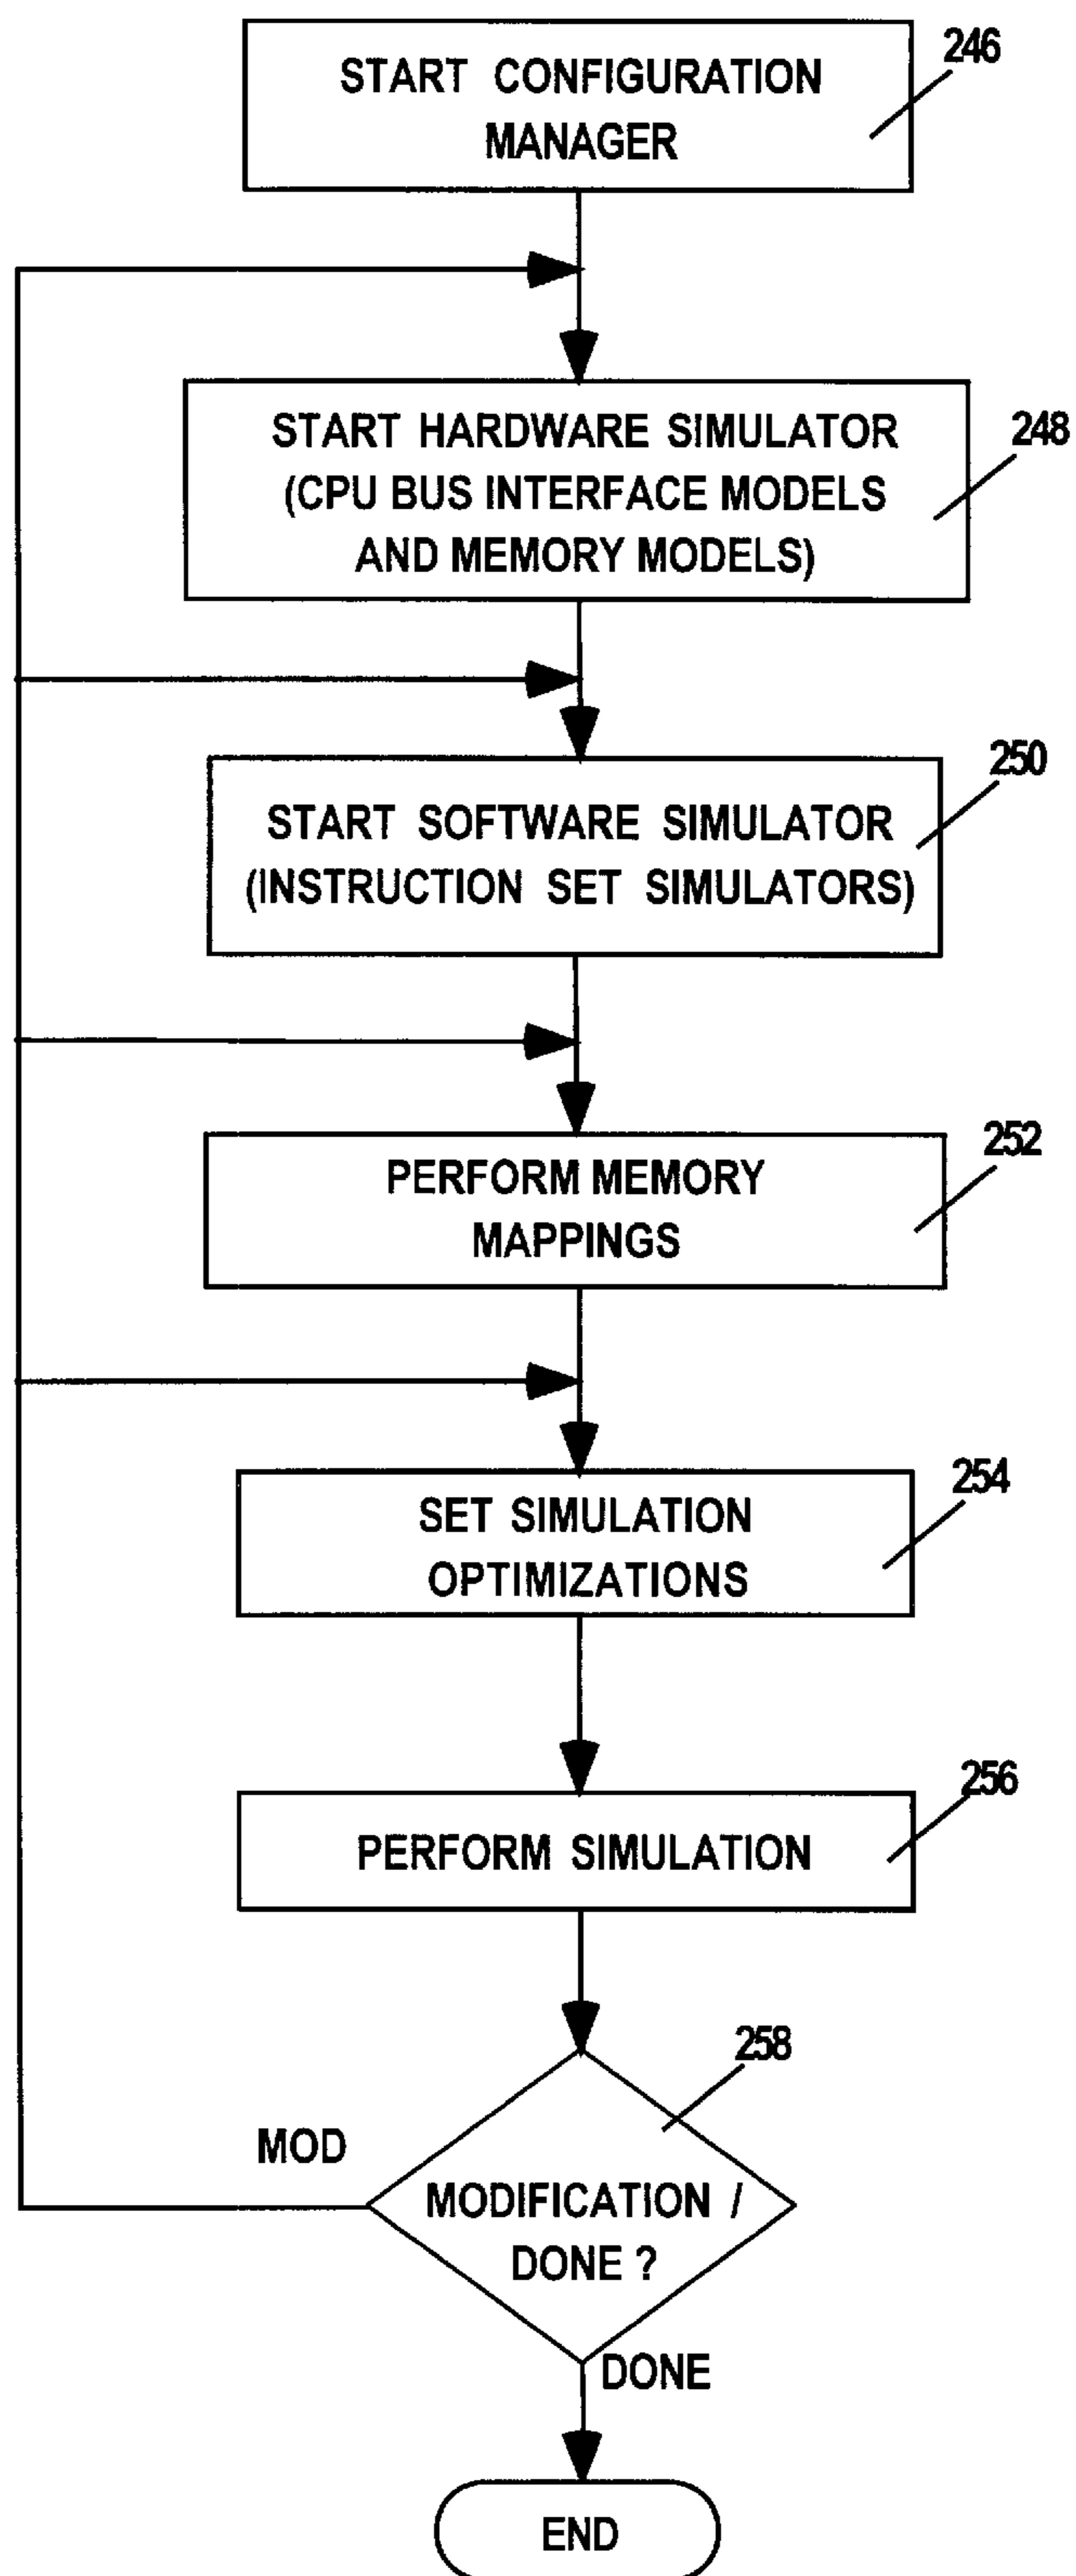 246
START CONFIGURATION
MANAGER
248
START HARDWARE SIMULATOR
(CPU BUS INTERFACE MODELS
AND MEMORY MODELS)
250
START SOFTWARE SIMULATOR
(INSTRUCTION SET SIMULATORS)
252
PERFORM MEMORY
MAPPINGS
254
SET SIMULATION
OPTIMIZATIONS
256
PERFORM SIMULATION
258
MOD
MODIFICATION /
DONE ?
DONE
END